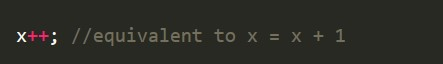 x++; //equivalent to x = x + 1